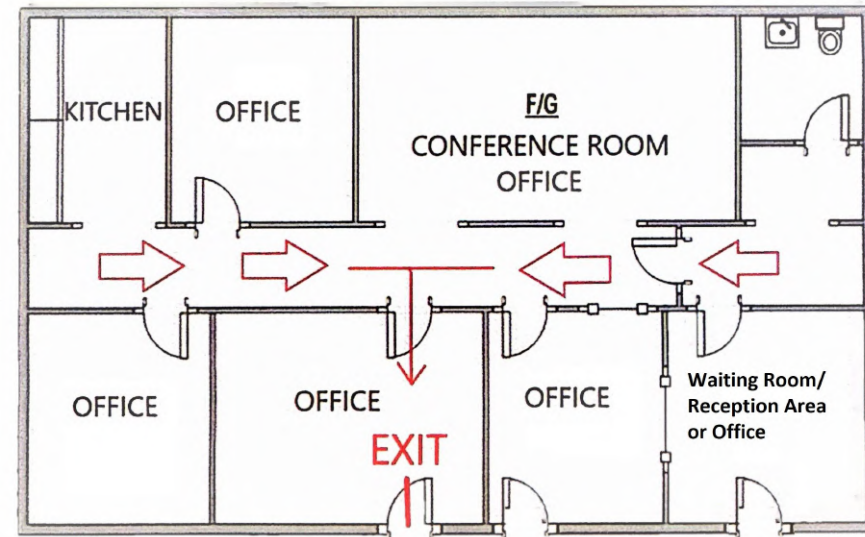 KITCHEN
OFFICE
F/G
CONFERENCE ROOM
OFFICE
OFFICE
OFFICE
OFFICE
Waiting Room/
Reception Area
or Office
EXIT